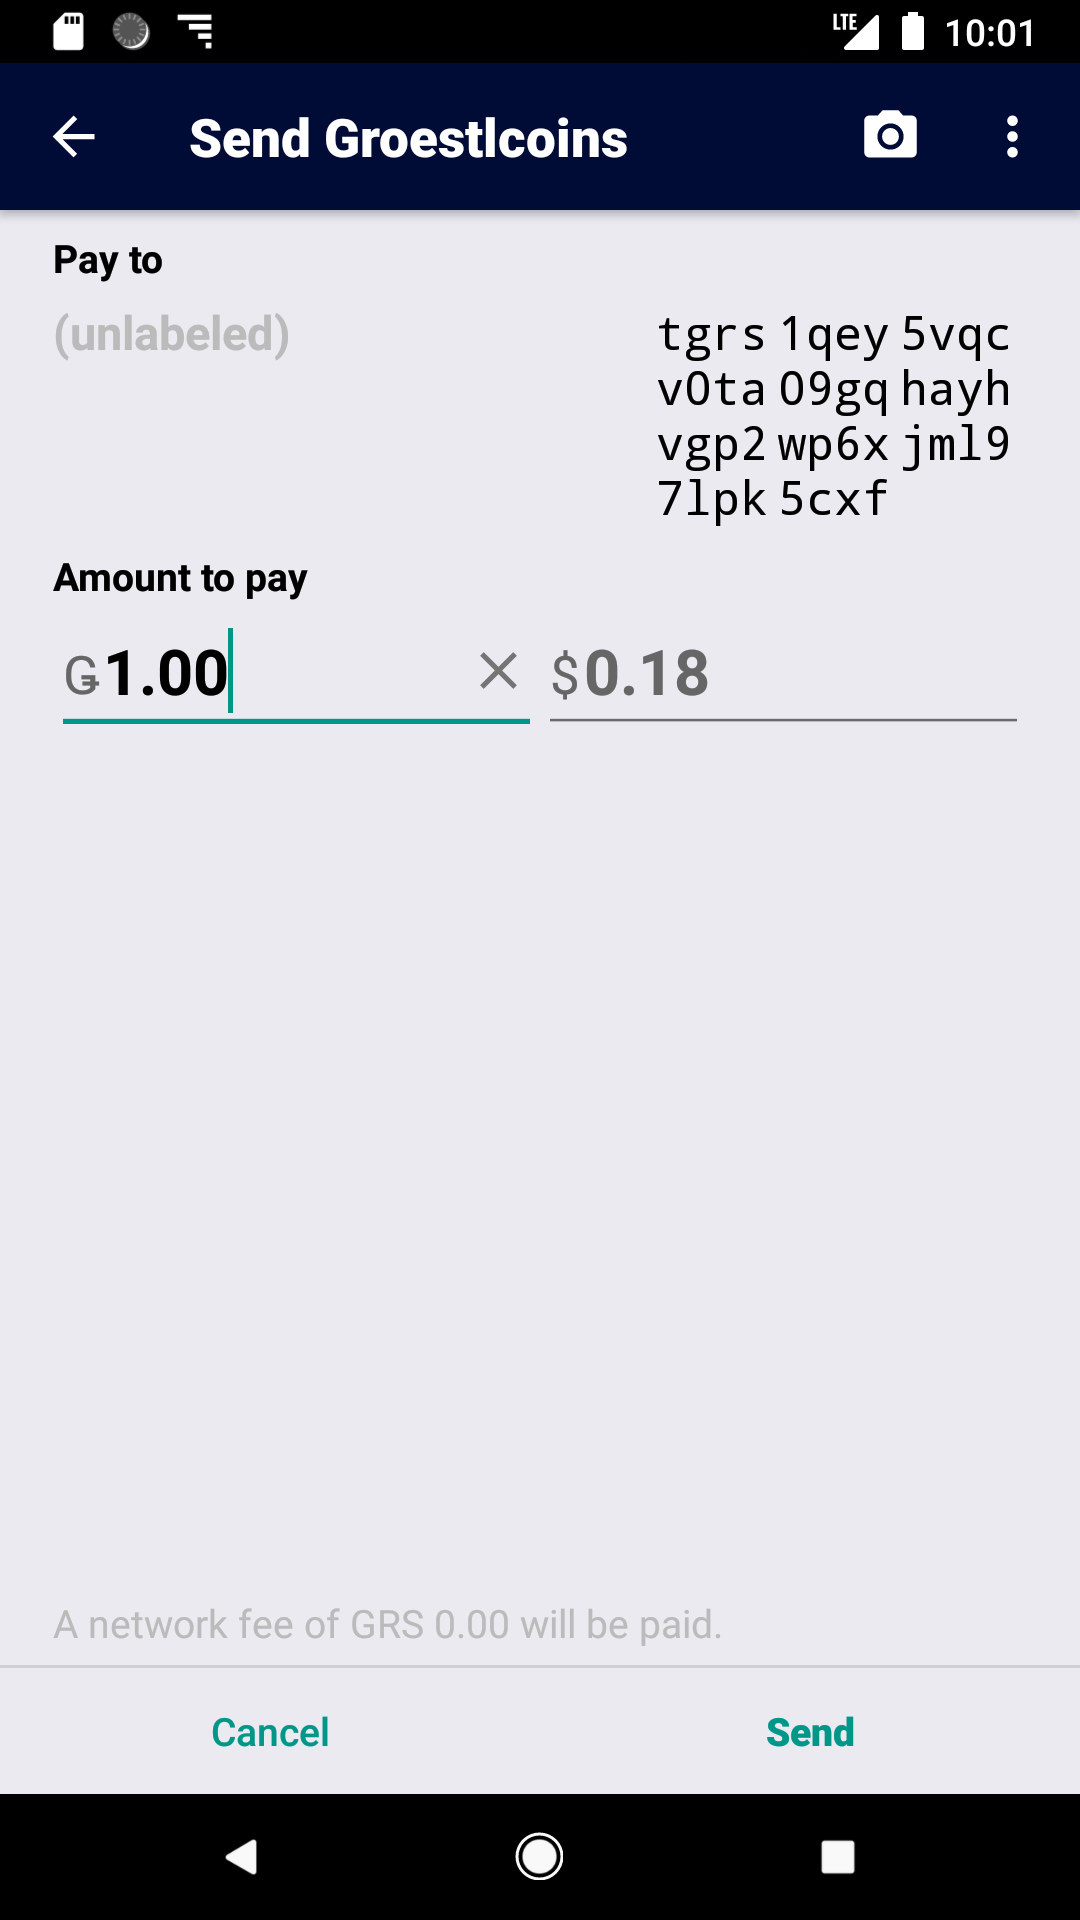 LTE 10:01
Send Groestlcoins
Pay to
(unlabeled)
tgrs 1qey 5vqc
v0ta 09gq hayh
vgp2 wp6x jml9
7lpk 5cxf
Amount to pay
G1.00 $0.18
A network fee of GRS 0.00 will be paid.
Cancel Send